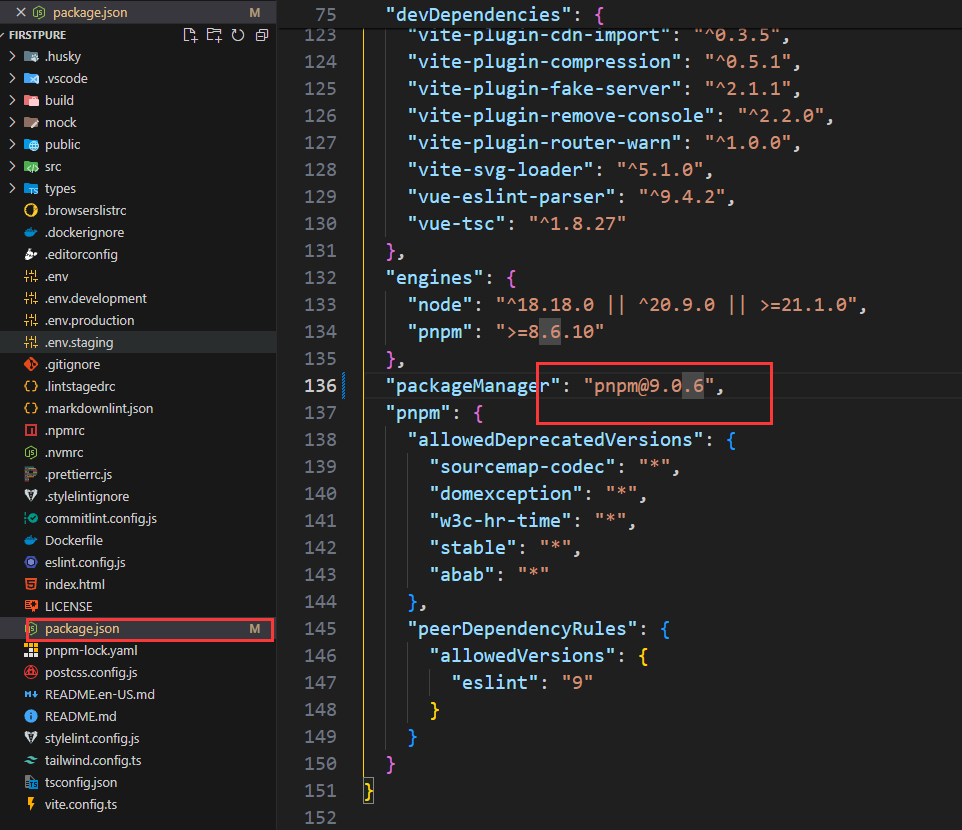 package.json M
FIRSTPURE
.husky
.vscode
build
mock
public
src
types
.browserslistrc
.dockerignore
.editorconfig
.env
.env.development
.env.production
.env.staging
.gitignore
.lintstagedrc
.markdownlint.json
.npmrc
.nvmrc
.prettierrc.js
.stylelintignore
commitlint.config.js
Dockerfile
eslint.config.js
index.html
LICENSE
package.json M
pnpm-lock.yaml
postcss.config.js
README.en-US.md
README.md
stylelint.config.js
tailwind.config.ts
tsconfig.json
vite.config.ts
75 "devDependencies": {
123 "vite-plugin-cdn-import": "^0.3.5",
124 "vite-plugin-compression": "^0.5.1",
125 "vite-plugin-fake-server": "^2.1.1",
126 "vite-plugin-remove-console": "^2.2.0",
127 "vite-plugin-router-warn": "^1.0.0",
128 "vite-svg-loader": "^5.1.0",
129 "vue-eslint-parser": "^9.4.2",
130 "vue-tsc": "^1.8.27"
131 },
132 "engines": {
133 "node": "^18.18.0 || ^20.9.0 || >=21.1.0",
134 "pnpm": ">=8.6.10"
135 },
136 "packageManager": "pnpm@9.0.6",
137 "pnpm": {
138 "allowedDeprecatedVersions": {
139 "sourcemap-codec": "*",
140 "domexception": "*",
141 "w3c-hr-time": "*",
142 "stable": "*",
143 "abab": "*"
144 },
145 "peerDependencyRules": {
146 "allowedVersions": {
147 "eslint": "9"
148 }
149 }
150 }
151 }
152